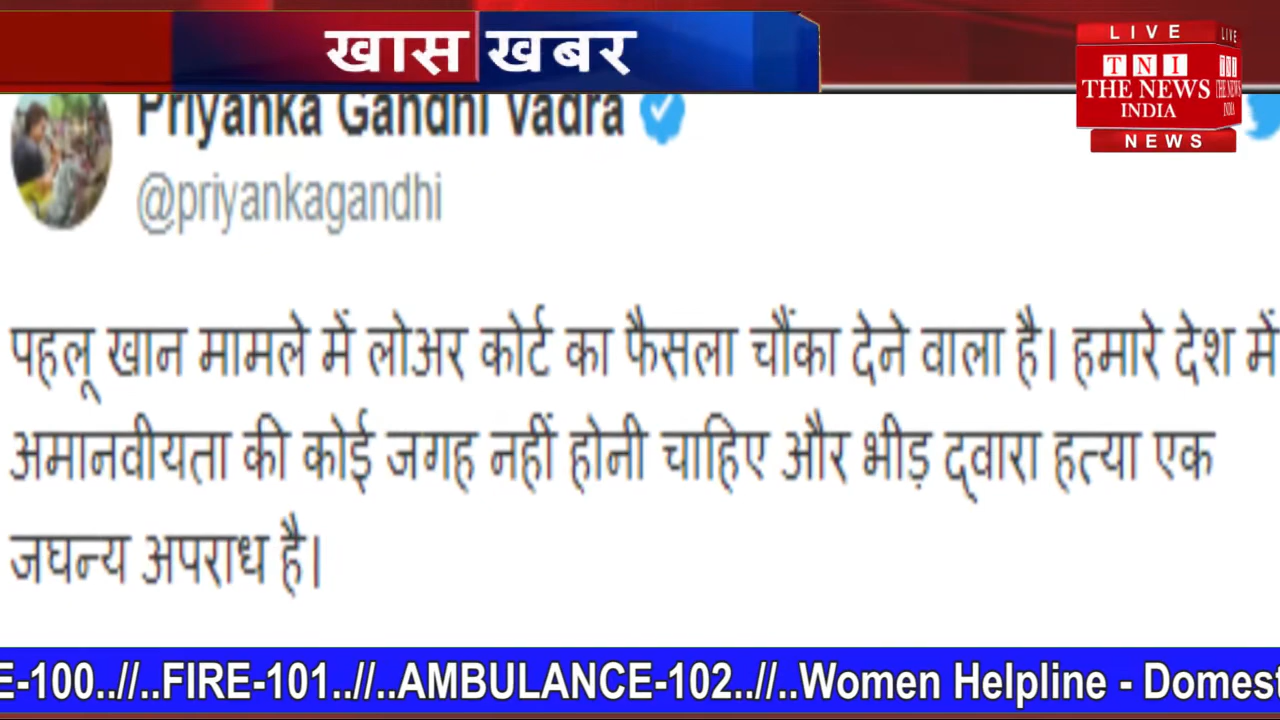 खास खबर
LIVE
LIVE
TNI
THE NEWS
INDIA
NEWS
Priyanka Gandhi Vadra
@priyankagandhi
पहलू खान मामले में लोअर कोर्ट का फैसला चौंका देने वाला है। हमारे देश में
अमानवीयता की कोई जगह नहीं होनी चाहिए और भीड़ द्वारा हत्या एक
जघन्य अपराध है।
E-100..//..FIRE-101..//..AMBULANCE-102..//..Women Helpline - Domest